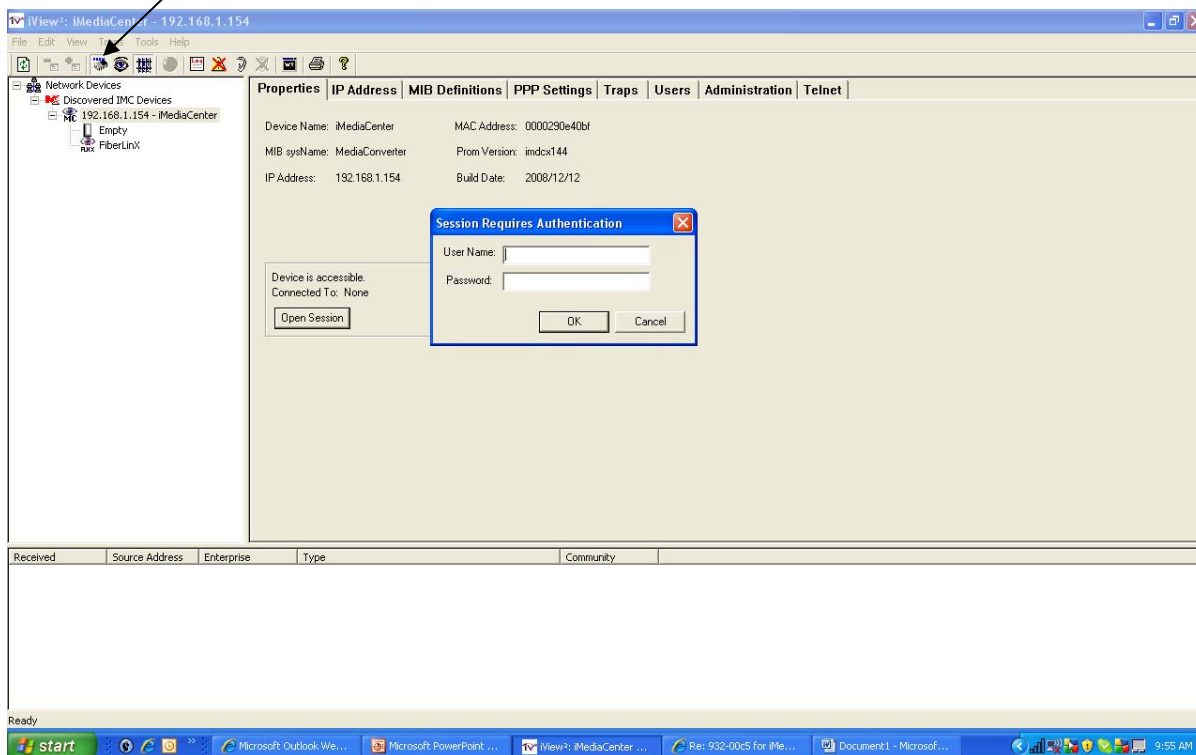 iView²: iMediaCenter - 192.168.1.154
File Edit View Tools Help
Network Devices
Discovered IMC Devices
192.168.1.154 - iMediaCenter
Empty
FiberLinX
Properties IP Address MIB Definitions PPP Settings Traps Users Administration Telnet
Device Name: iMediaCenter MAC Address: 0000290e40bf
MIB sysName: MediaConverter Prom Version: imdcx144
IP Address: 192.168.1.154 Build Date: 2008/12/12
Session Requires Authentication
User Name:
Password:
OK Cancel
Device is accessible.
Connected To: None
Open Session
Received Source Address Enterprise Type Community
Ready
start Microsoft Outlook We... Microsoft PowerPoint ... iView²: iMediaCenter ... Re: 932-00c5 for iMe... Document1 - Microsof... 9:55 AM